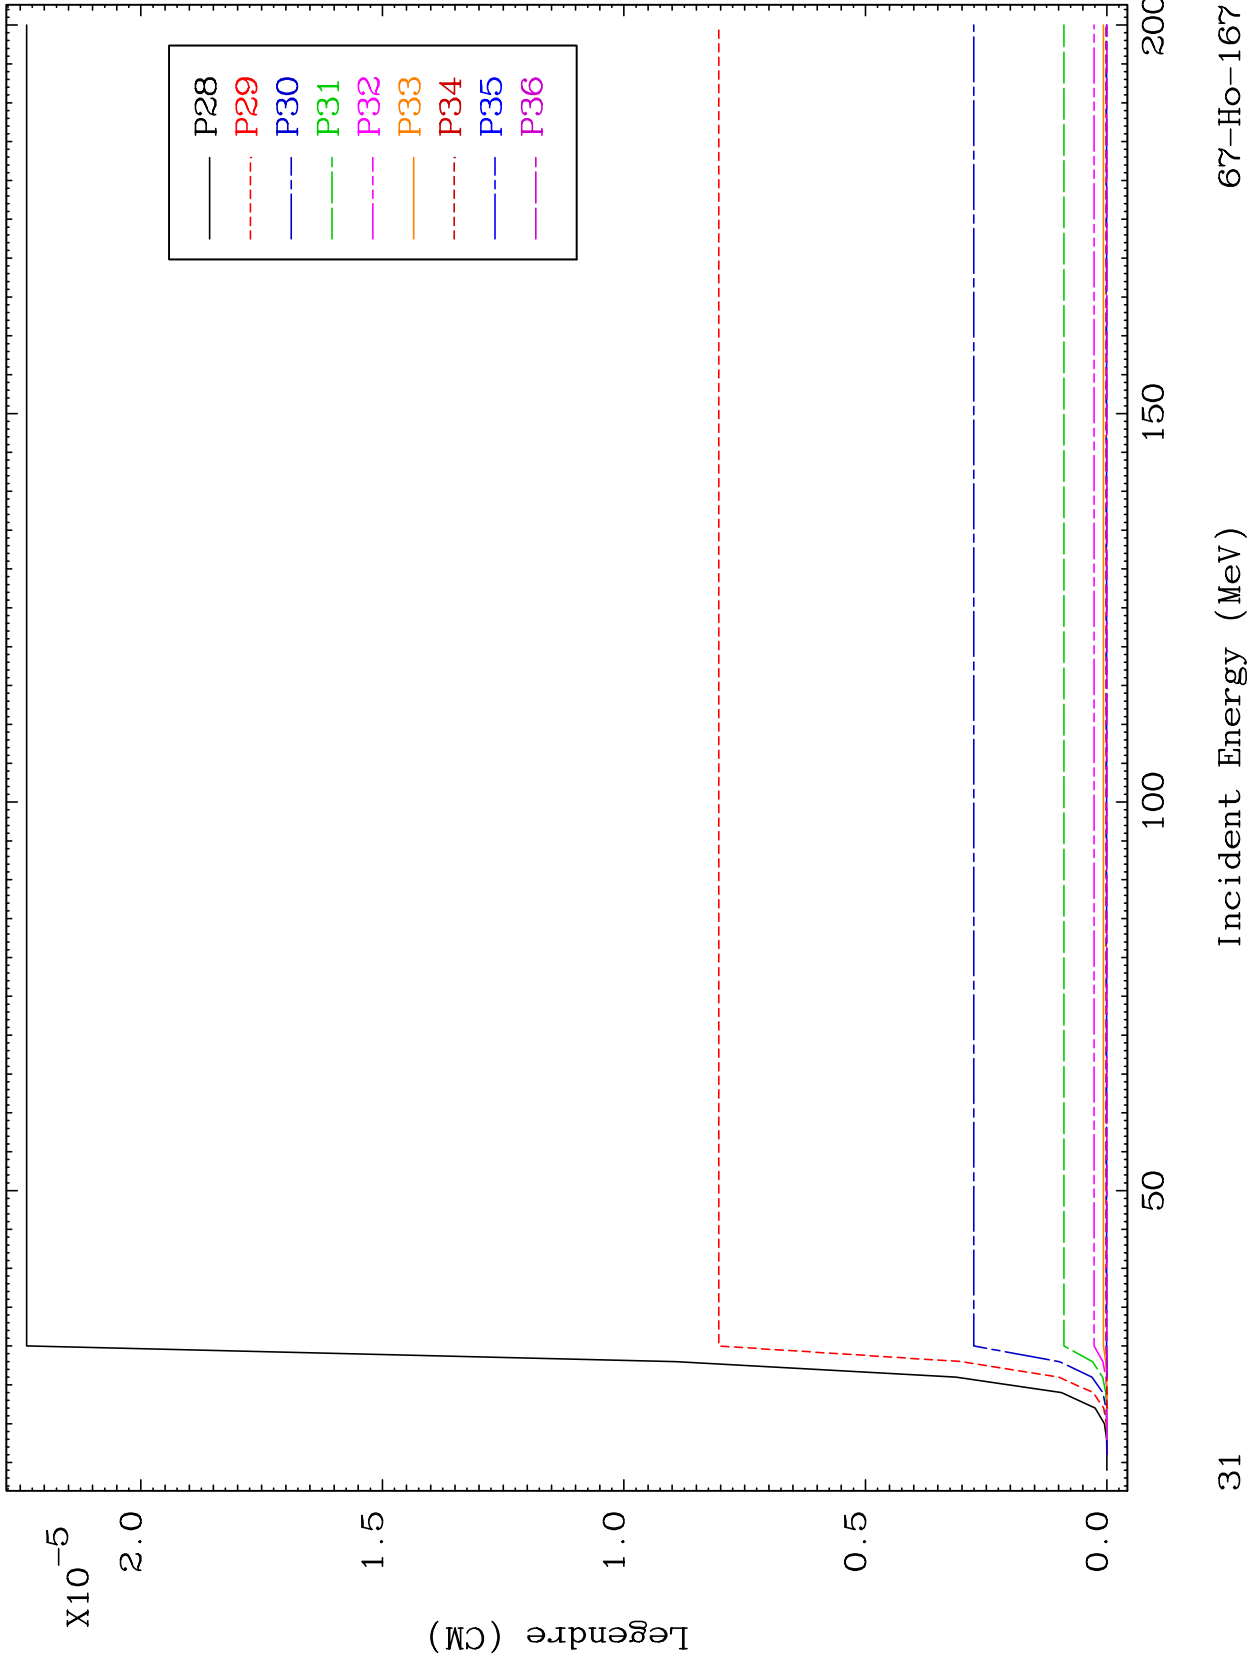 X10-5
2.0
1.5
1.0
0.5
0.0
Legendre (CM)
P28
P29
P30
P31
P32
P33
P34
P35
P36
50
100
150
200
Incident Energy (MeV)
31
67-Ho-167